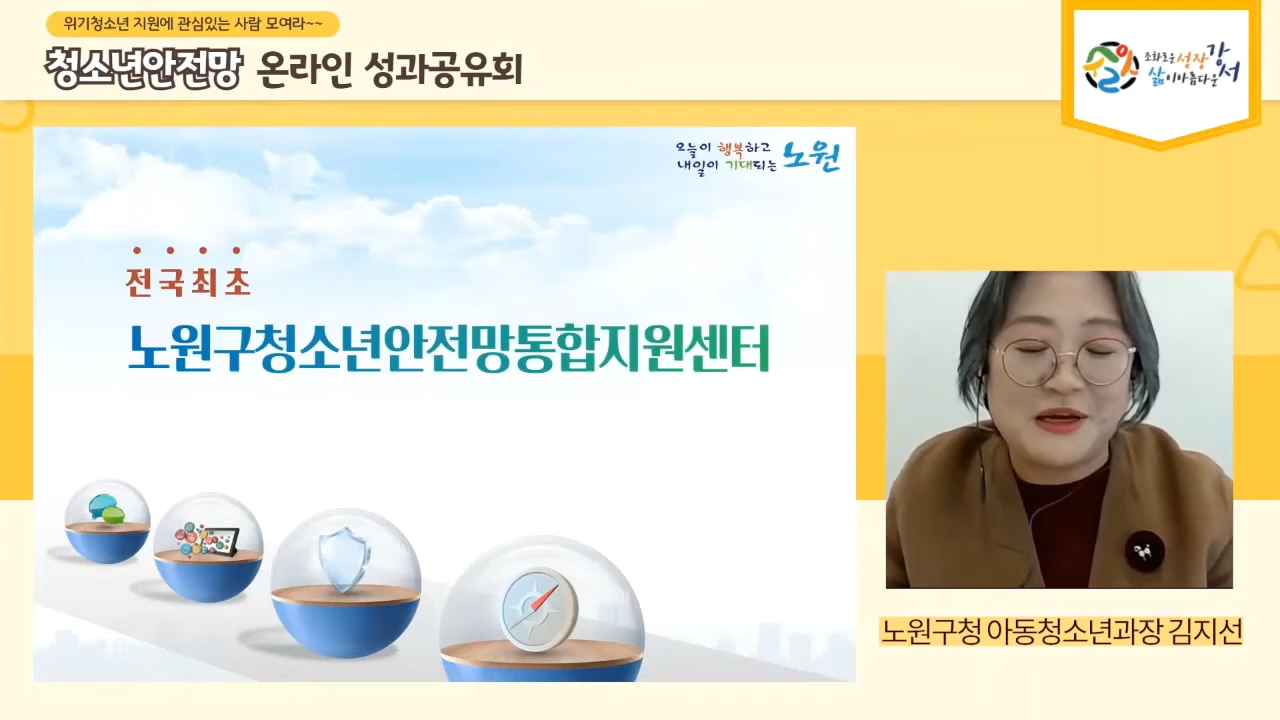 위기청소년 지원에 관심있는 사람 모여라~~
청소년안전망 온라인 성과공유회
조화로운 성장 강서
삶이 아름다운
오늘이 행복하고
내일이 기대되는 노원
전국최초
노원구청소년안전망통합지원센터
노원구청 아동청소년과장 김지선